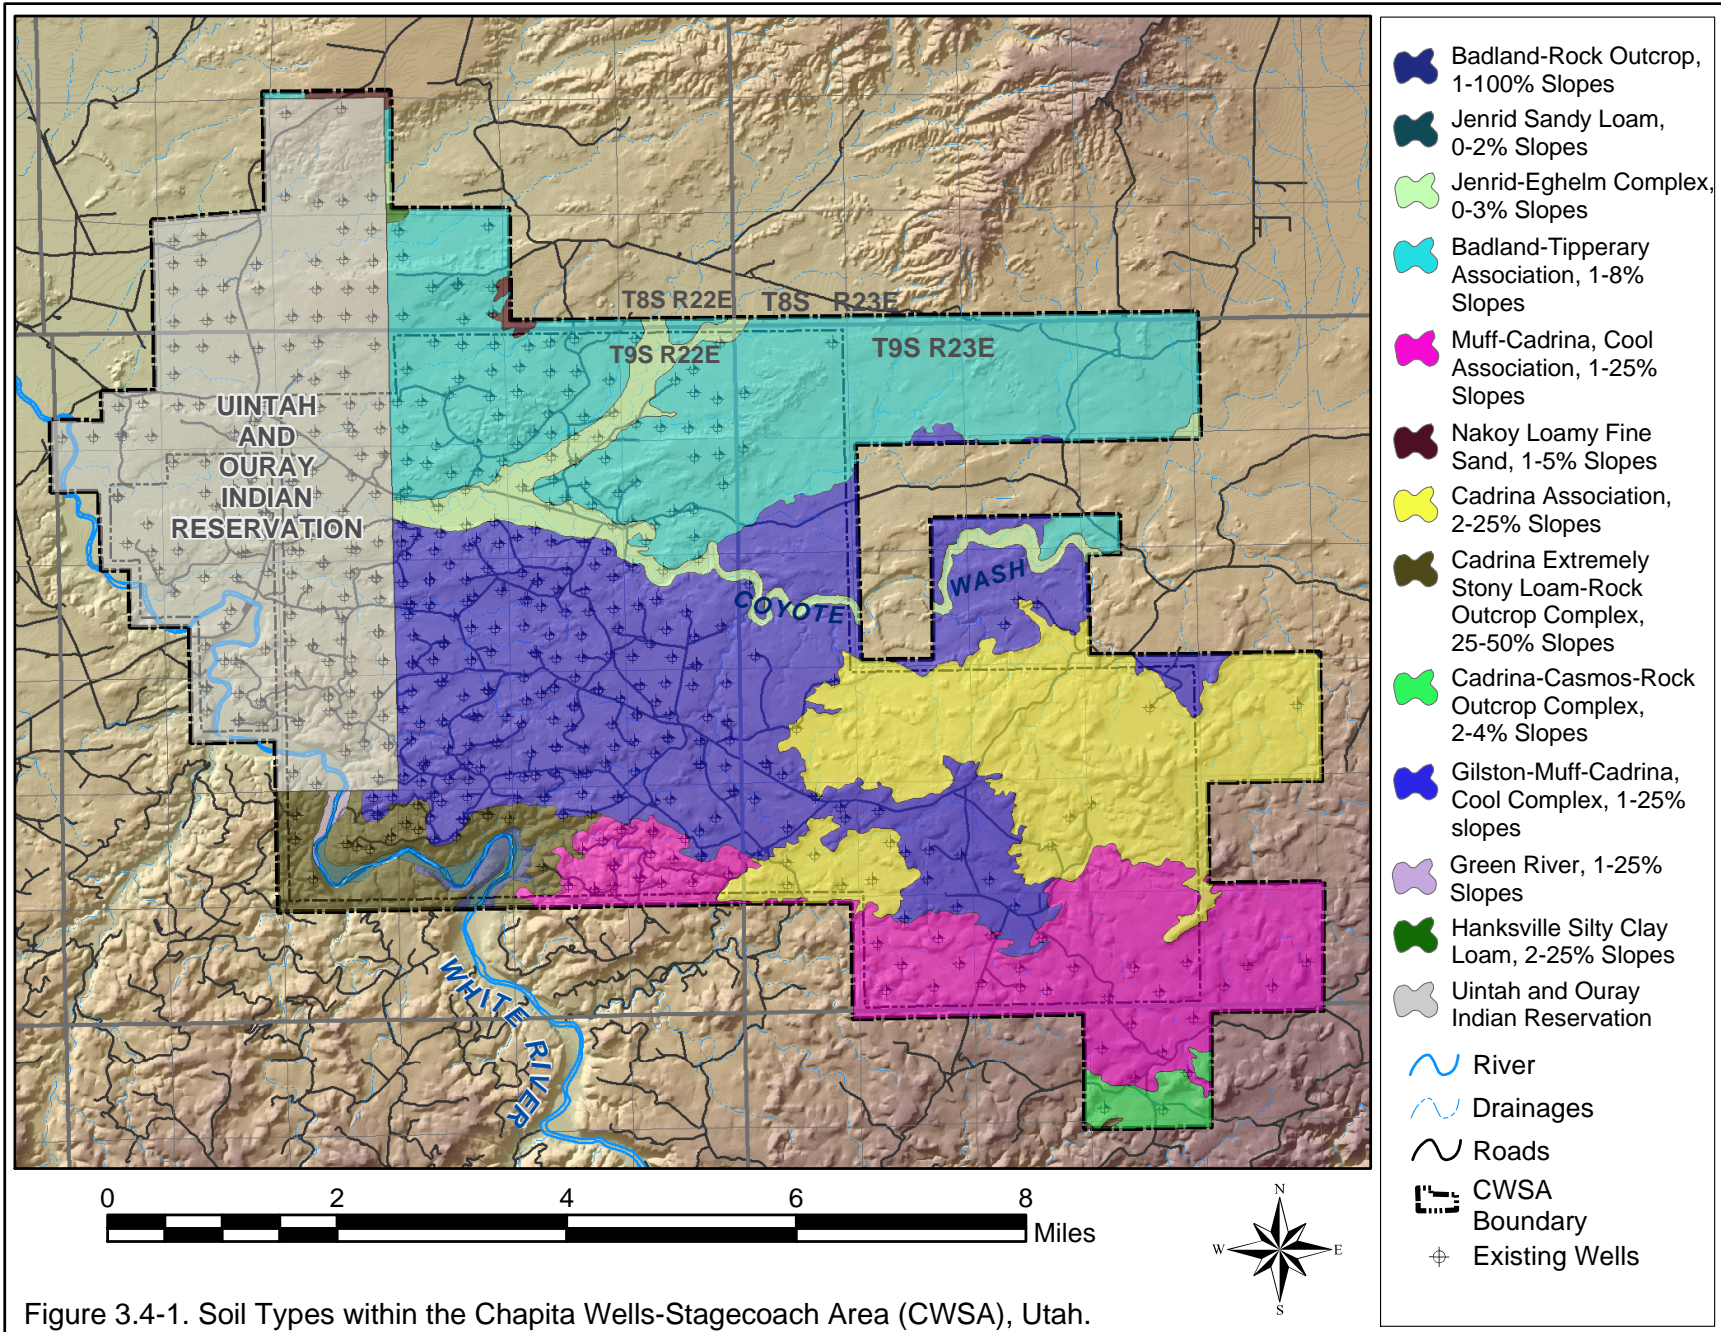 T8S R22E
T8S R23E
T9S R22E
T9S R23E
UINTAH
AND
OURAY
INDIAN
RESERVATION
COYOTE
WASH
WHITE RIVER
Badland-Rock Outcrop,
1-100% Slopes
Jenrid Sandy Loam,
0-2% Slopes
Jenrid-Eghelm Complex,
0-3% Slopes
Badland-Tipperary
Association, 1-8%
Slopes
Muff-Cadrina, Cool
Association, 1-25%
Slopes
Nakoy Loamy Fine
Sand, 1-5% Slopes
Cadrina Association,
2-25% Slopes
Cadrina Extremely
Stony Loam-Rock
Outcrop Complex,
25-50% Slopes
Cadrina-Casmos-Rock
Outcrop Complex,
2-4% Slopes
Gilston-Muff-Cadrina,
Cool Complex, 1-25%
slopes
Green River, 1-25%
Slopes
Hanksville Silty Clay
Loam, 2-25% Slopes
Uintah and Ouray
Indian Reservation
River
Drainages
Roads
CWSA
Boundary
Existing Wells
0 2 4 6 8
Miles
N
W E
S
Figure 3.4-1. Soil Types within the Chapita Wells-Stagecoach Area (CWSA), Utah.